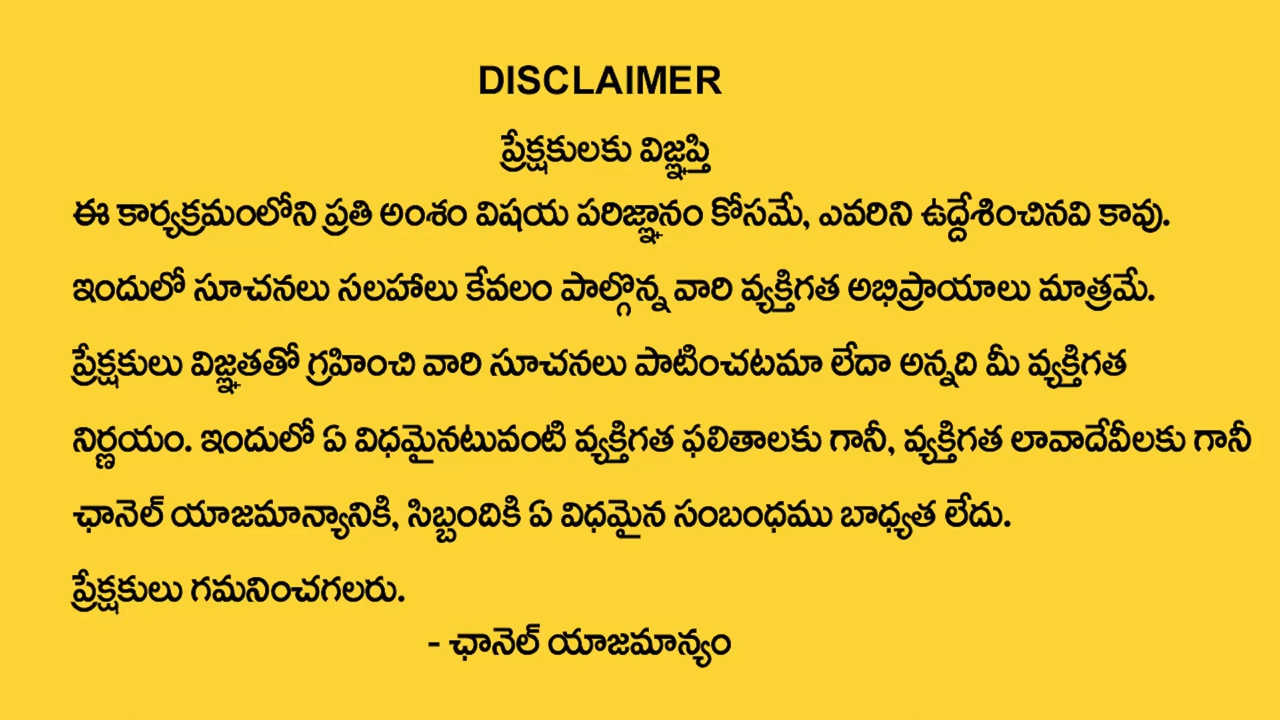 DISCLAIMER
ప్రేక్షకులకు విజ్ఞప్తి
ఈ కార్యక్రమంలోని ప్రతి అంశం విషయ పరిజ్ఞానం కోసమే, ఎవరిని ఉద్దేశించినవి కావు.
ఇందులో సూచనలు సలహాలు కేవలం పాల్గొన్న వారి వ్యక్తిగత అభిప్రాయాలు మాత్రమే.
ప్రేక్షకులు విజ్ఞతతో గ్రహించి వారి సూచనలు పాటించటమా లేదా అన్నది మీ వ్యక్తిగత
నిర్ణయం. ఇందులో ఏ విధమైనటువంటి వ్యక్తిగత ఫలితాలకు గానీ, వ్యక్తిగత లావాదేవీలకు గానీ
ఛానెల్ యాజమాన్యానికి, సిబ్బందికి ఏ విధమైన సంబంధము బాధ్యత లేదు.
ప్రేక్షకులు గమనించగలరు.
- ఛానెల్ యాజమాన్యం